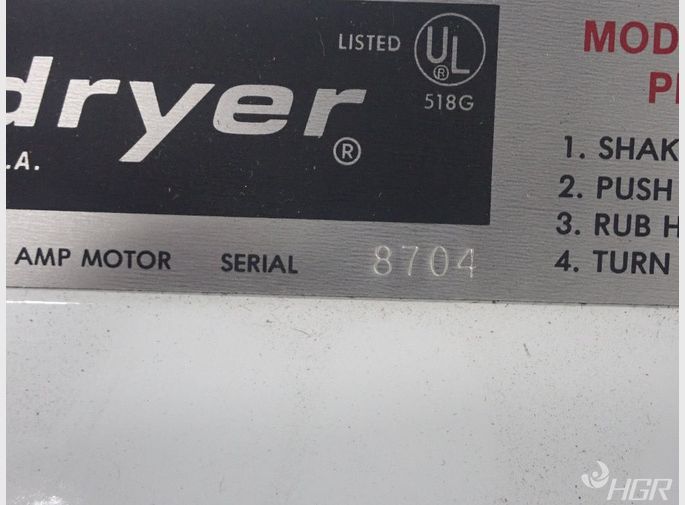 LISTED UL ®
518G
dryer®
.A.
AMP MOTOR SERIAL 8704
MOD
P
1. SHAK
2. PUSH
3. RUB H
4. TURN
HGR